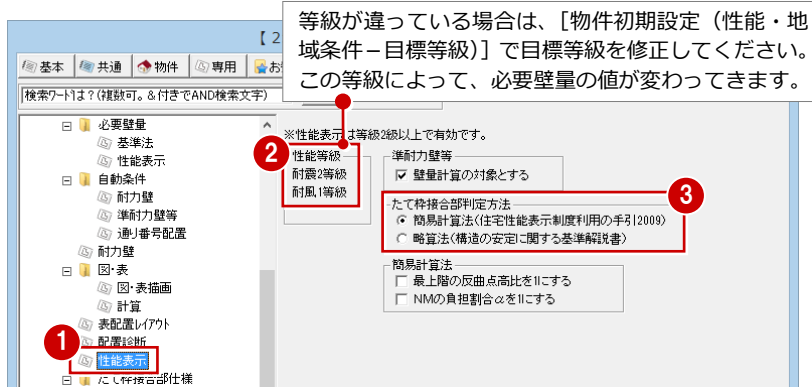 等級が違っている場合は、[物件初期設定（性能・地
域条件－目標等級）] で目標等級を修正してください。
この等級によって、必要壁量の値が変わってきます。
【 2
基本 共通 物件 専用 お
検索ワードは？(複数可。&付きでAND検索文字)
必要壁量
基準法
性能表示
自動条件
耐力壁
準耐力壁等
通り番号配置
耐力壁
図・表
図・表描画
計算
表配置レイアウト
配置診断
1
性能表示
たて枠接合部仕様
※性能表示は等級2級以上で有効です。
2
性能等級
耐震2等級
耐風1等級
準耐力壁等
壁量計算の対象とする
3
たて枠接合部判定方法
簡易計算法(住宅性能表示制度利用の手引2009)
略算法(構造の安定に関する基準解説書)
簡易計算法
最上階の反曲点高比を1にする
NMの負担割合αを1にする